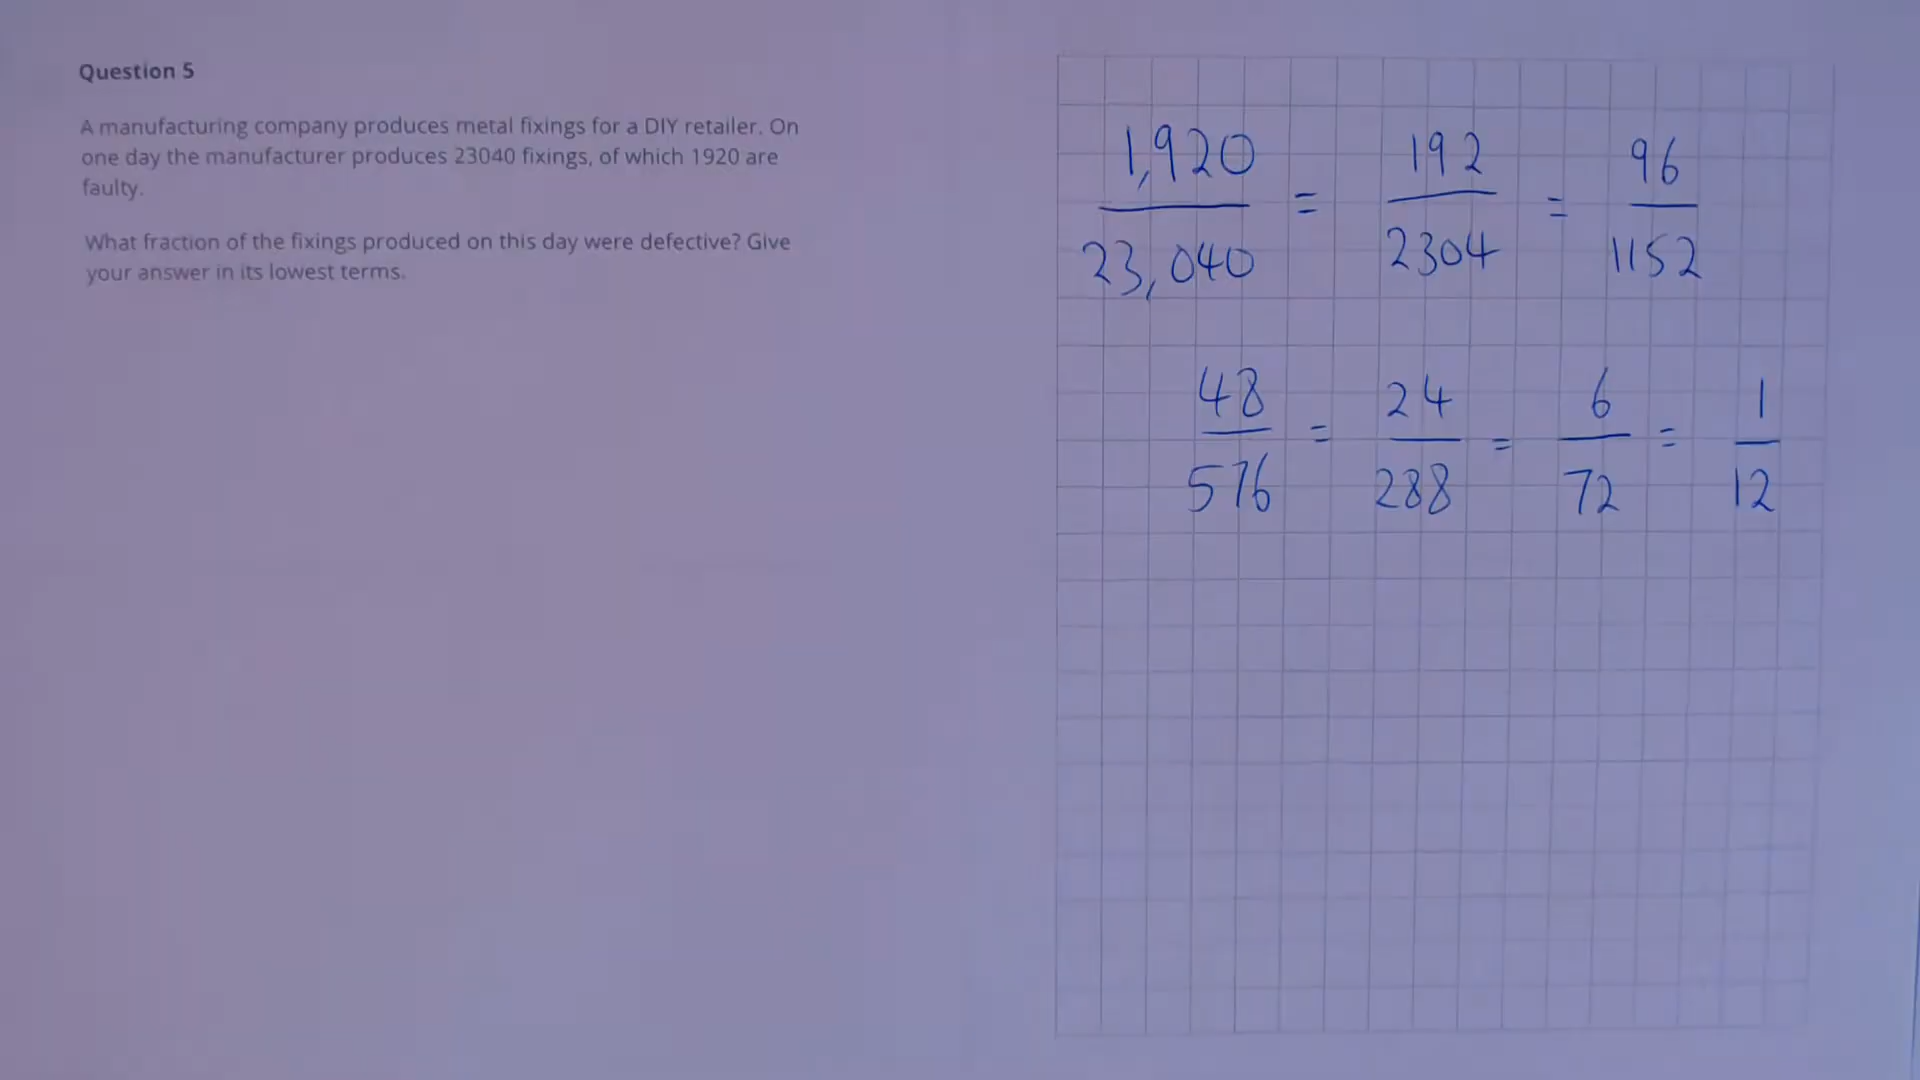 Question 5
A manufacturing company produces metal fixings for a DIY retailer. On
one day the manufacturer produces 23040 fixings, of which 1920 are
faulty.
What fraction of the fixings produced on this day were defective? Give
your answer in its lowest terms.
1,920/23,040 = 192/2304 = 96/1152
48/576 = 24/288 = 6/72 = 1/12